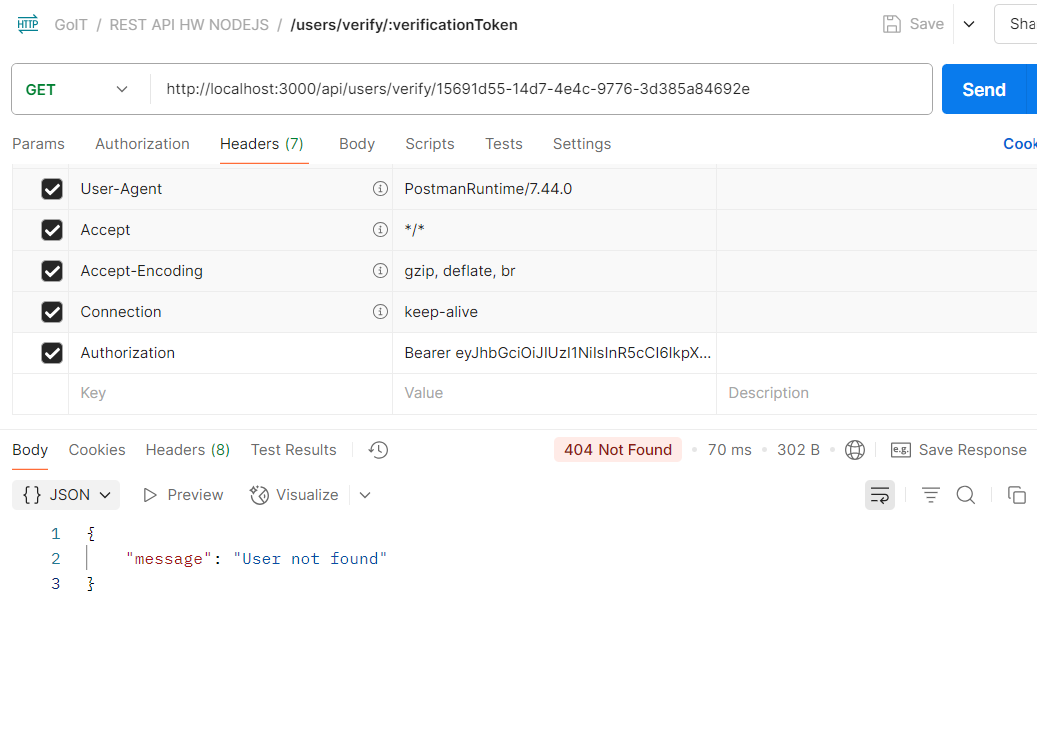 HTTP GoIT / REST API HW NODEJS / /users/verify/:verificationToken Save Sha
GET http://localhost:3000/api/users/verify/15691d55-14d7-4e4c-9776-3d385a84692e Send
Params Authorization Headers (7) Body Scripts Tests Settings Cook
User-Agent PostmanRuntime/7.44.0
Accept */*
Accept-Encoding gzip, deflate, br
Connection keep-alive
Authorization Bearer eyJhbGciOiJIUzI1NiIsInR5cCI6IkpX...
Key Value Description
Body Cookies Headers (8) Test Results 404 Not Found 70 ms 302 B e.g. Save Response
{} JSON Preview Visualize
1 {
2 "message": "User not found"
3 }